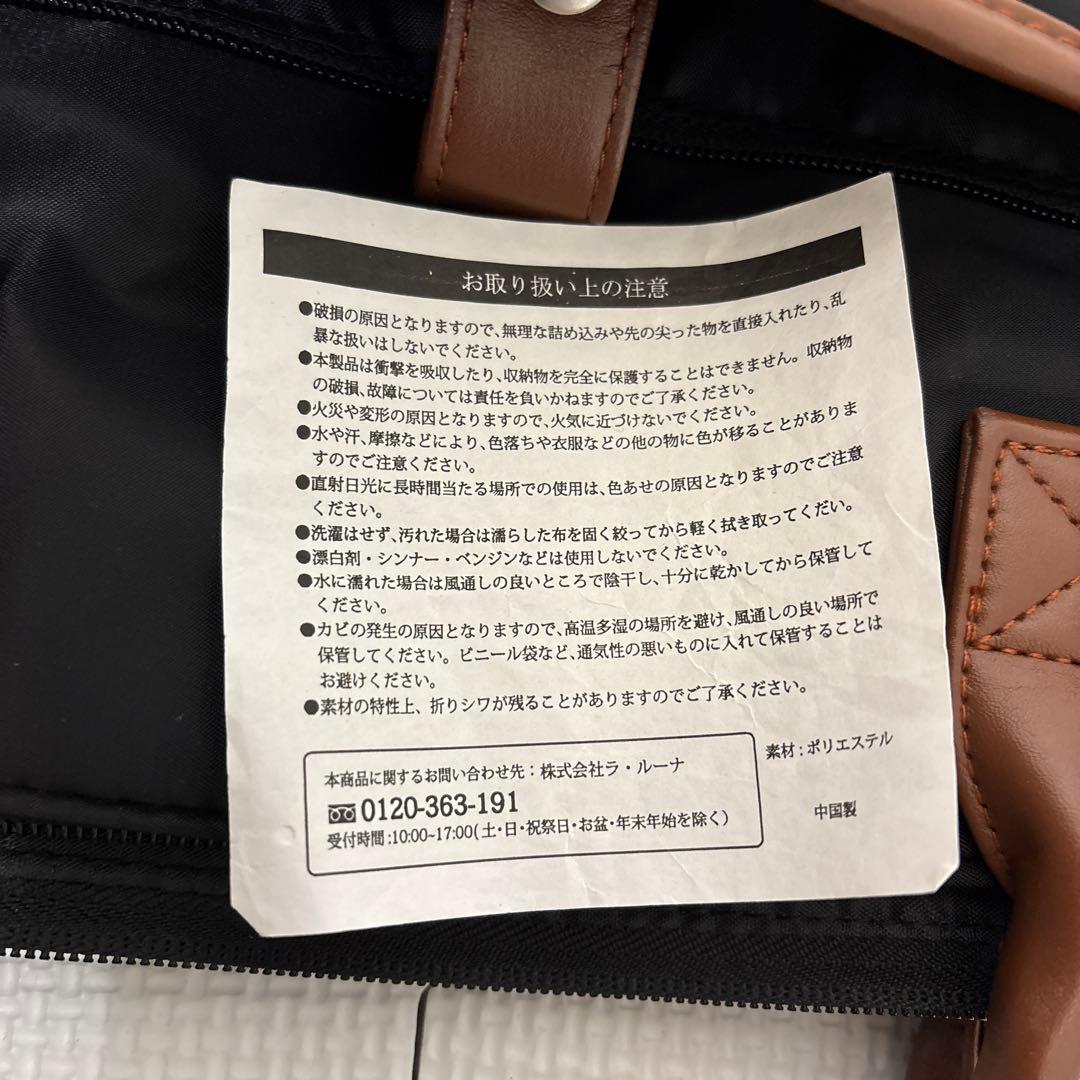 お取り扱い上の注意
●破損の原因となりますので、無理な詰め込みや先の尖った物を直接入れたり、乱
暴な扱いはしないでください。
●本製品は衝撃を吸収したり、収納物を完全に保護することはできません。収納物
の破損、故障については責任を負いかねますのでご了承ください。
●火災や変形の原因となりますので、火気に近づけないでください。
●水や汗、摩擦などにより、色落ちや衣服などの他の物に色が移ることがありま
すのでご注意ください。
●直射日光に長時間当たる場所での使用は、色あせの原因となりますのでご注意
ください。
●洗濯はせず、汚れた場合は濡らした布を固く絞ってから軽く拭き取ってくだい。
●漂白剤・シンナー・ベンジンなどは使用しないでください。
●水に濡れた場合は風通しの良いところで陰干し、十分に乾かしてから保管して
ください。
●カビの発生の原因となりますので、高温多湿の場所を避け、風通しの良い場所で
保管してください。ビニール袋など、通気性の悪いものに入れて保管することは
お避けください。
●素材の特性上、折りシワが残ることがありますのでご了承ください。
本商品に関するお問い合わせ先：株式会社ラ・ルーナ
0120-363-191
受付時間:10:00~17:00(土・日・祝祭日・お盆・年末年始を除く)
素材：ポリエステル
中国製